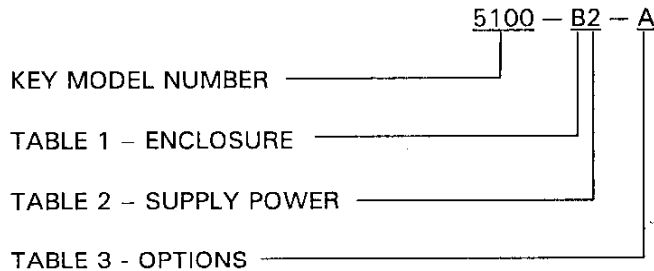 5100 – B2 – A
KEY MODEL NUMBER
TABLE 1 – ENCLOSURE
TABLE 2 – SUPPLY POWER
TABLE 3 - OPTIONS